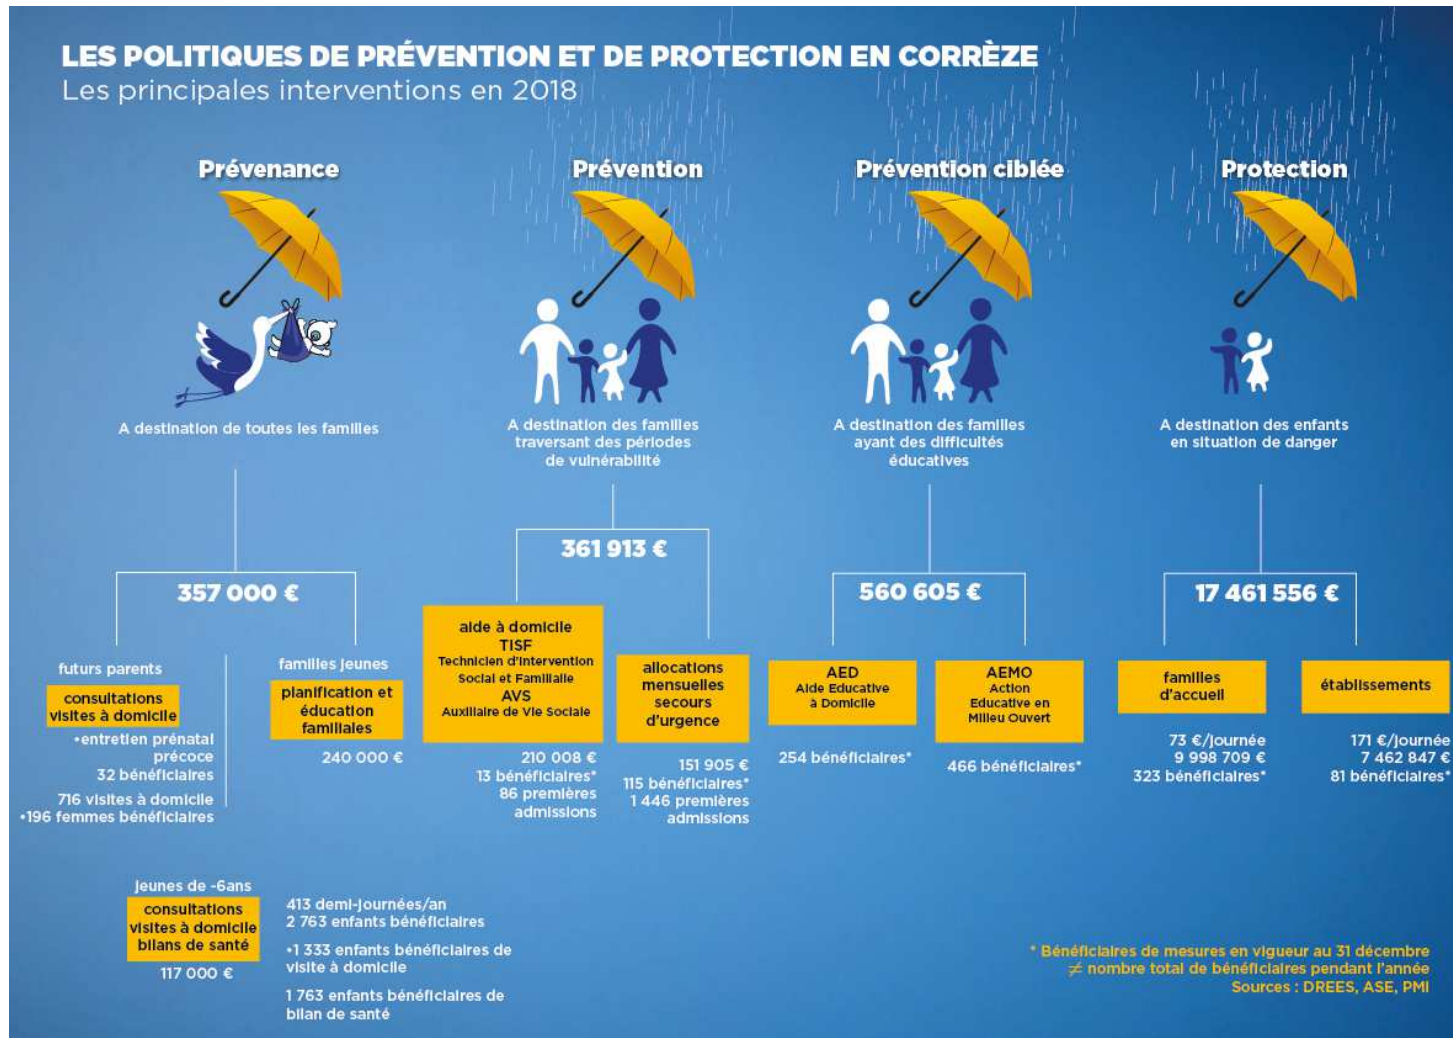 LES POLITIQUES DE PRÉVENTION ET DE PROTECTION EN CORRÈZE
Les principales interventions en 2018
Prévenance
A destination de toutes les familles
357 000 €
futurs parents
consultations
visites à domicile
•entretien prénatal
précoce
32 bénéficiaires
716 visites à domicile
•196 femmes bénéficiaires
familles jeunes
planification et
éducation
familiales
240 000 €
jeunes de -6ans
consultations
visites à domicile
bilans de santé
117 000 €
413 demi-journées/an
2 763 enfants bénéficiaires
•1 333 enfants bénéficiaires de
visite à domicile
1 763 enfants bénéficiaires de
bilan de santé
Prévention
A destination des familles
traversant des périodes
de vulnérabilité
361 913 €
aide à domicile
TISF
Technicien d'Intervention
Social et Familialle
AVS
Auxiliaire de Vie Sociale
210 008 €
13 bénéficiaires*
86 premières
admissions
allocations
mensuelles
secours
d'urgence
151 905 €
115 bénéficiaires*
1 446 premières
admissions
Prévention ciblée
A destination des familles
ayant des difficultés
éducatives
560 605 €
AED
Aide Educative
à Domicile
254 bénéficiaires*
AEMO
Action
Educative en
Milieu Ouvert
466 bénéficiaires*
Protection
A destination des enfants
en situation de danger
17 461 556 €
familles
d'accueil
73 €/journée
9 998 709 €
323 bénéficiaires*
établissements
171 €/journée
7 462 847 €
81 bénéficiaires*
* Bénéficiaires de mesures en vigueur au 31 décembre
≠ nombre total de bénéficiaires pendant l'année
Sources : DREES, ASE, PMI